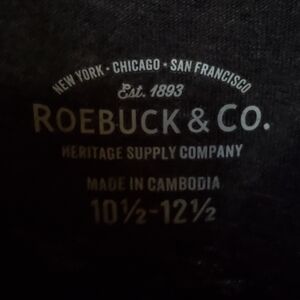 NEW YORK · CHICAGO · SAN FRANCISCO
Est. 1893
ROEBUCK & CO.
HERITAGE SUPPLY COMPANY
MADE IN CAMBODIA
10½-12½